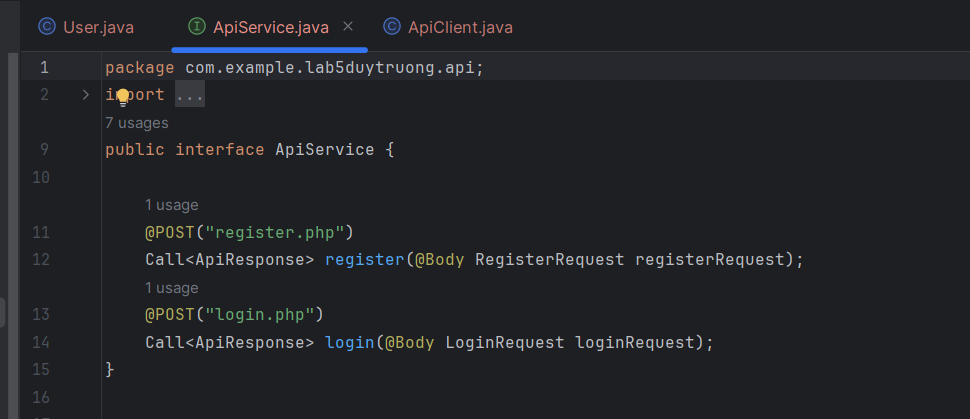 User.java ApiService.java ApiClient.java
1 package com.example.lab5duytruong.api;
2 import ...
7 usages
9 public interface ApiService {
10
1 usage
11 @POST("register.php")
12 Call<ApiResponse> register(@Body RegisterRequest registerRequest);
1 usage
13 @POST("login.php")
14 Call<ApiResponse> login(@Body LoginRequest loginRequest);
15 }
16